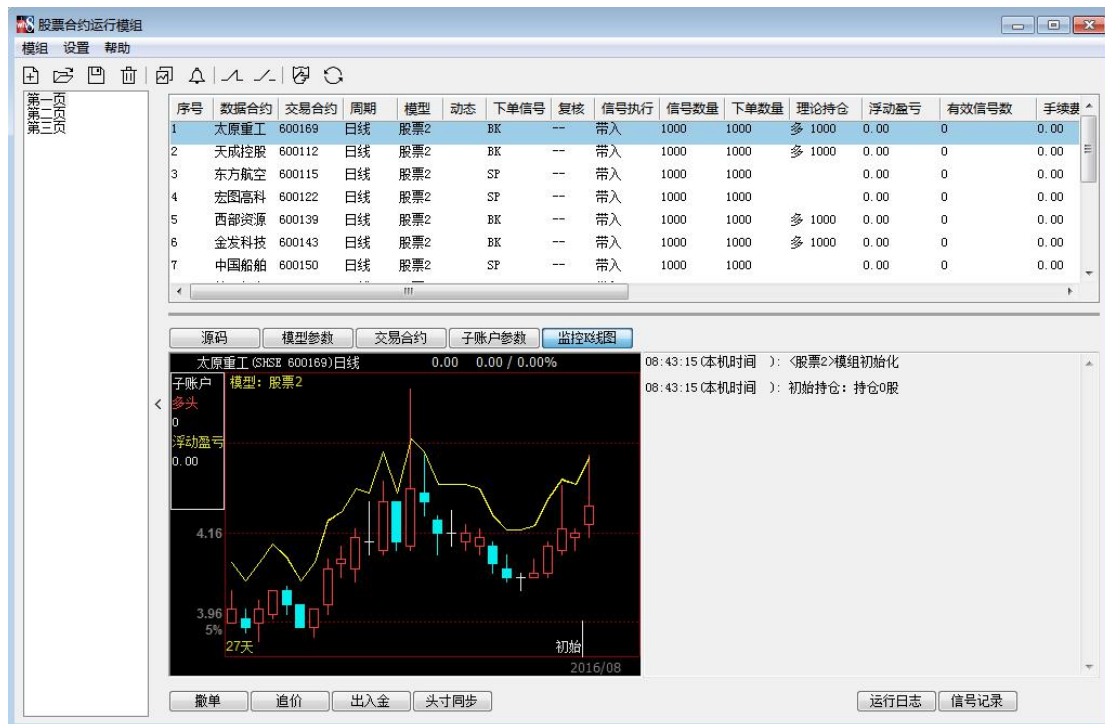 股票合约运行模组
模组 设置 帮助
第一页
第二页
第三页
序号 数据合约 交易合约 周期 模型 动态 下单信号 复核 信号执行 信号数量 下单数量 理论持仓 浮动盈亏 有效信号数 手续费
1 太原重工 600169 日线 股票2 BK -- 带入 1000 1000 多 1000 0.00 0 0.00
2 天成控股 600112 日线 股票2 BK -- 带入 1000 1000 多 1000 0.00 0 0.00
3 东方航空 600115 日线 股票2 SP -- 带入 1000 1000 0.00 0 0.00
4 宏图高科 600122 日线 股票2 SP -- 带入 1000 1000 0.00 0 0.00
5 西部资源 600139 日线 股票2 BK -- 带入 1000 1000 多 1000 0.00 0 0.00
6 金发科技 600143 日线 股票2 BK -- 带入 1000 1000 多 1000 0.00 0 0.00
7 中国船舶 600150 日线 股票2 SP -- 带入 1000 1000 0.00 0 0.00
源码 模型参数 交易合约 子账户参数 监控K线图
太原重工(SHSE 600169)日线 0.00 0.00 / 0.00%
子账户
多头
0
浮动盈亏
0.00
模型：股票2
4.16
3.96
5%
27天
初始
2016/08
08:43:15(本机时间 )：<股票2>模组初始化
08:43:15(本机时间 )：初始持仓：持仓0股
撤单 追价 出入金 头寸同步 运行日志 信号记录